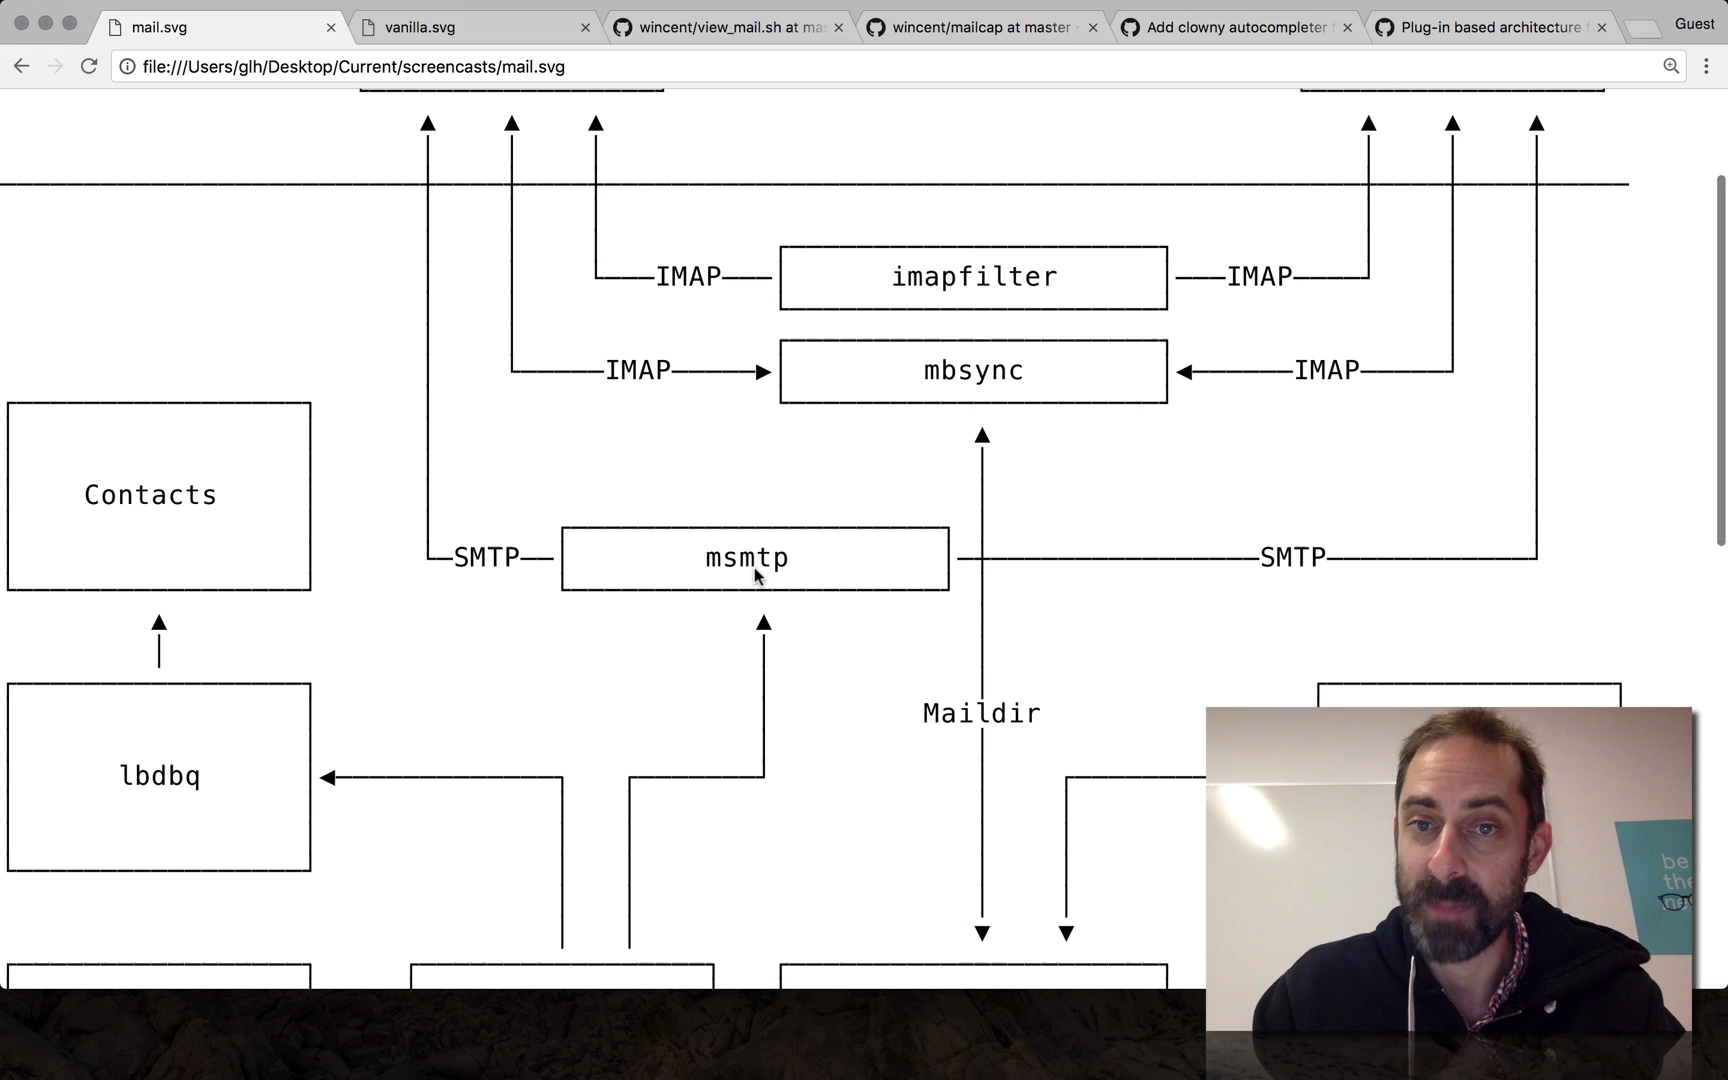 mail.svg
vanilla.svg
wincent/view_mail.sh at ma
wincent/mailcap at master
Add clowny autocompleter f
Plug-in based architecture f
Guest
file:///Users/glh/Desktop/Current/screencasts/mail.svg
IMAP
imapfilter
IMAP
IMAP
mbsync
IMAP
Contacts
SMTP
msmtp
SMTP
Maildir
lbdbq
be
the